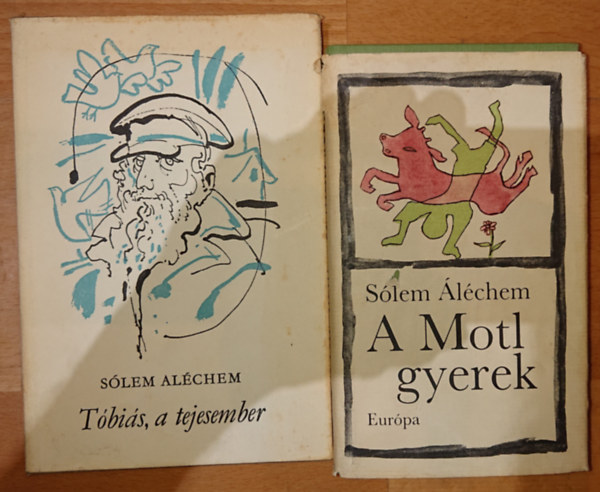 SÓLEM ALÉCHEM
Tóbiás, a tejesember
Sólem Áléchem
A Motl
gyerek
Európa